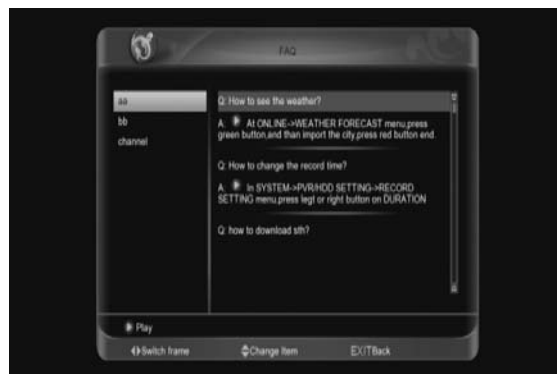 FAQ
aa
bb
channel
Q: How to see the weather?
A: At ONLINE->WEATHER FORECAST menu,press
green button,and than import the city,press red button end.
Q: How to change the record time?
A: In SYSTEM->PVR/HDD SETTING->RECORD
SETTING menu,press legt or right button on DURATION
Q: how to download sth?
Play
Switch frame
Change Item
EXITBack